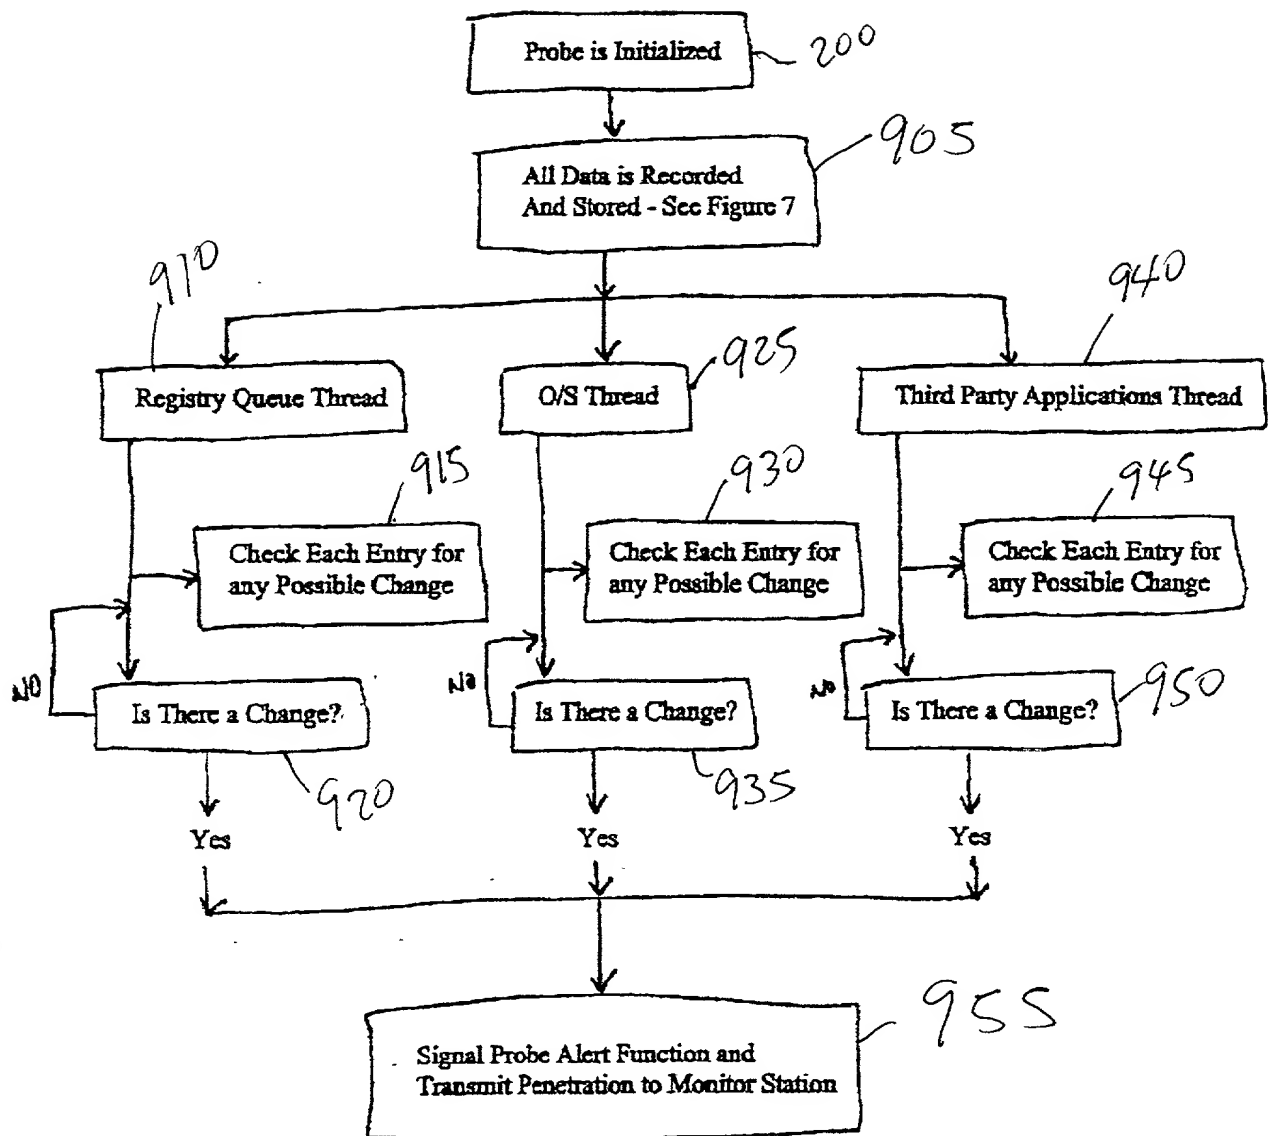 Probe is Initialized
200
All Data is Recorded
And Stored - See Figure 7
905
910
Registry Queue Thread
925
O/S Thread
940
Third Party Applications Thread
915
Check Each Entry for
any Possible Change
930
Check Each Entry for
any Possible Change
945
Check Each Entry for
any Possible Change
NO
Is There a Change?
920
No
Is There a Change?
935
No
Is There a Change?
950
Yes
Yes
Yes
955
Signal Probe Alert Function and
Transmit Penetration to Monitor Station